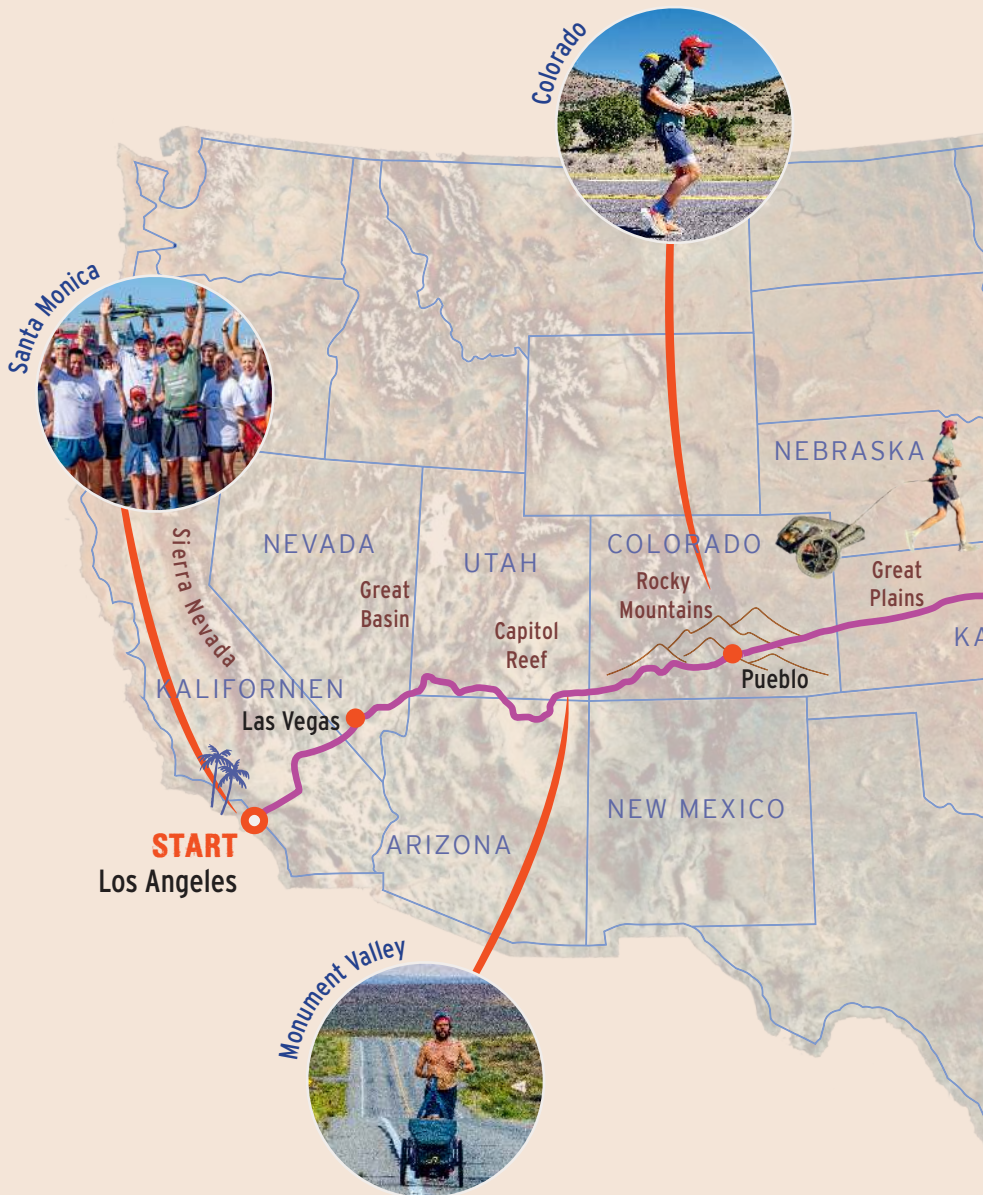 Colorado
Santa Monica
NEBRASKA
Sierra Nevada
NEVADA
UTAH
COLORADO
Great
Basin
Rocky
Mountains
Great
Plains
Capitol
Reef
KA
KALIFORNIEN
Las Vegas
Pueblo
NEW MEXICO
START
Los Angeles
ARIZONA
Monument Valley